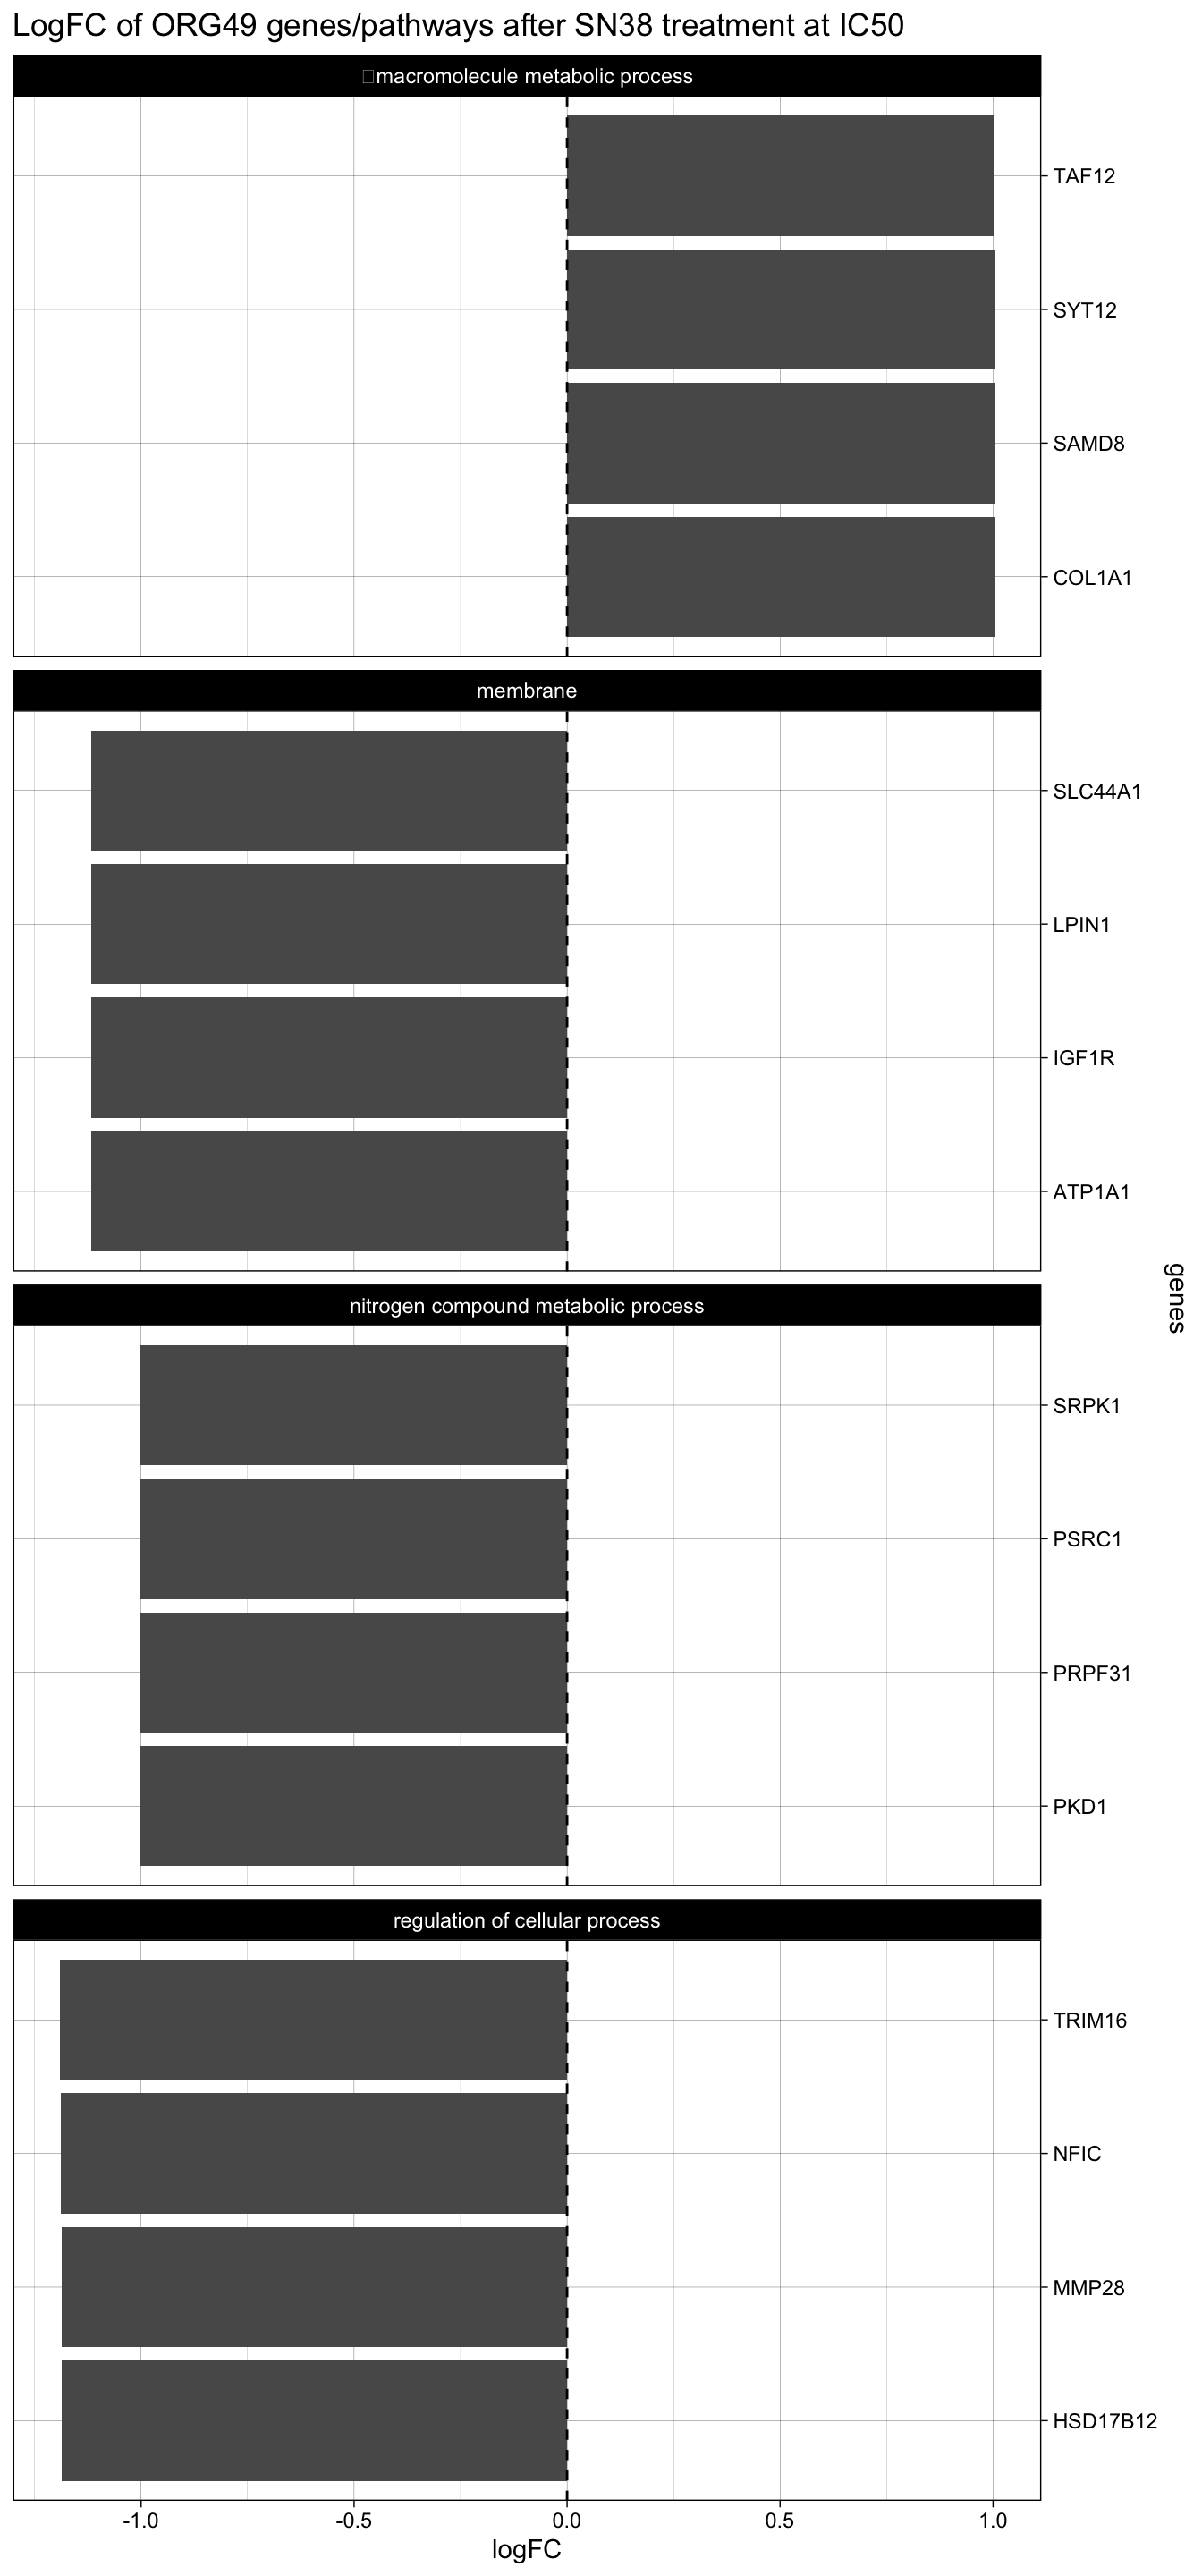 LogFC of ORG49 genes/pathways after SN38 treatment at IC50
macromolecule metabolic process
TAF12
SYT12
SAMD8
COL1A1
membrane
SLC44A1
LPIN1
IGF1R
ATP1A1
genes
nitrogen compound metabolic process
SRPK1
PSRC1
PRPF31
PKD1
regulation of cellular process
TRIM16
NFIC
MMP28
HSD17B12
-1.0 -0.5 0.0 0.5 1.0
logFC